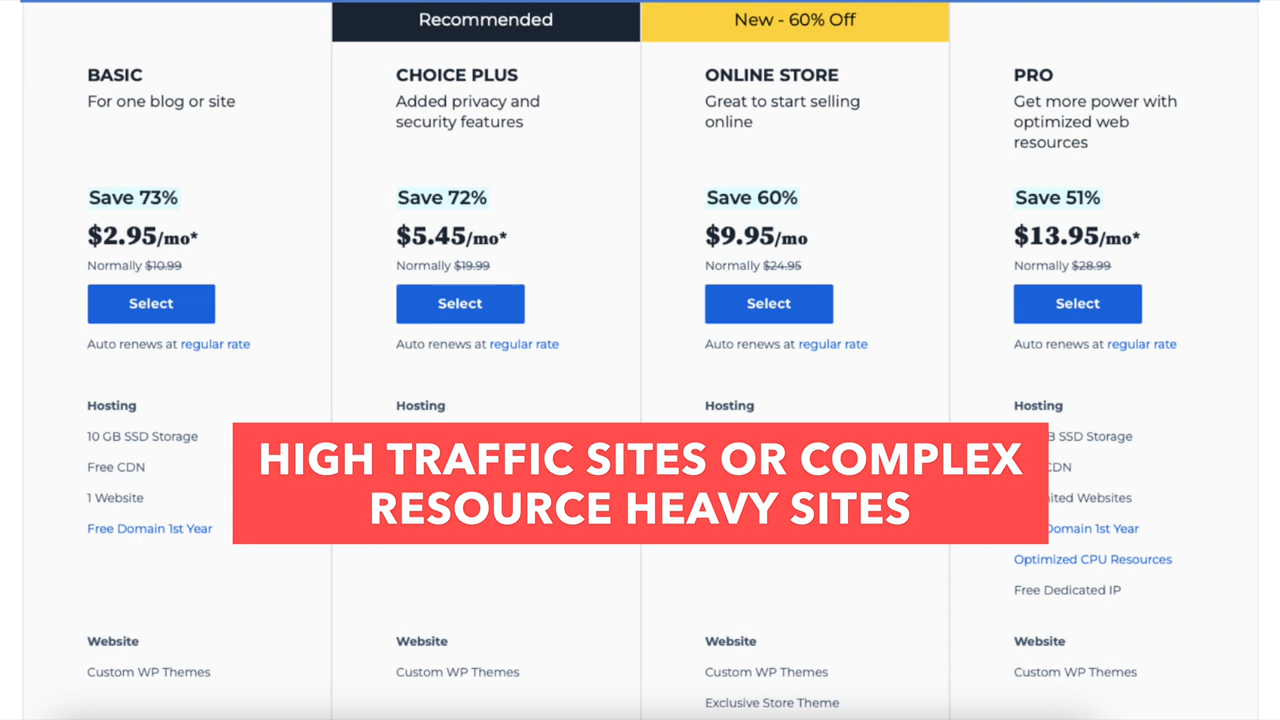 Recommended
New - 60% Off
BASIC
For one blog or site
Save 73%
$2.95/mo*
Normally $10.99
Select
Auto renews at regular rate
Hosting
10 GB SSD Storage
Free CDN
1 Website
Free Domain 1st Year
Website
Custom WP Themes
CHOICE PLUS
Added privacy and
security features
Save 72%
$5.45/mo*
Normally $19.99
Select
Auto renews at regular rate
Hosting
Website
Custom WP Themes
ONLINE STORE
Great to start selling
online
Save 60%
$9.95/mo
Normally $24.95
Select
Auto renews at regular rate
Hosting
Website
Custom WP Themes
Exclusive Store Theme
PRO
Get more power with
optimized web
resources
Save 51%
$13.95/mo*
Normally $28.99
Select
Auto renews at regular rate
Hosting
SSD Storage
CDN
Websites
Domain 1st Year
Optimized CPU Resources
Free Dedicated IP
Website
Custom WP Themes
HIGH TRAFFIC SITES OR COMPLEX
RESOURCE HEAVY SITES